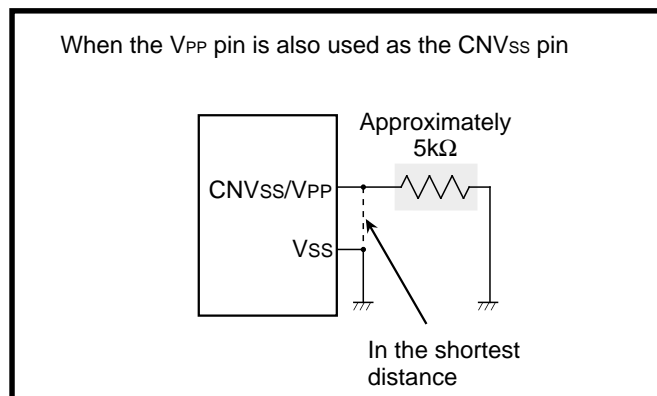 When the VPP pin is also used as the CNVSS pin
Approximately
5kΩ
CNVSS/VPP
VSS
In the shortest
distance